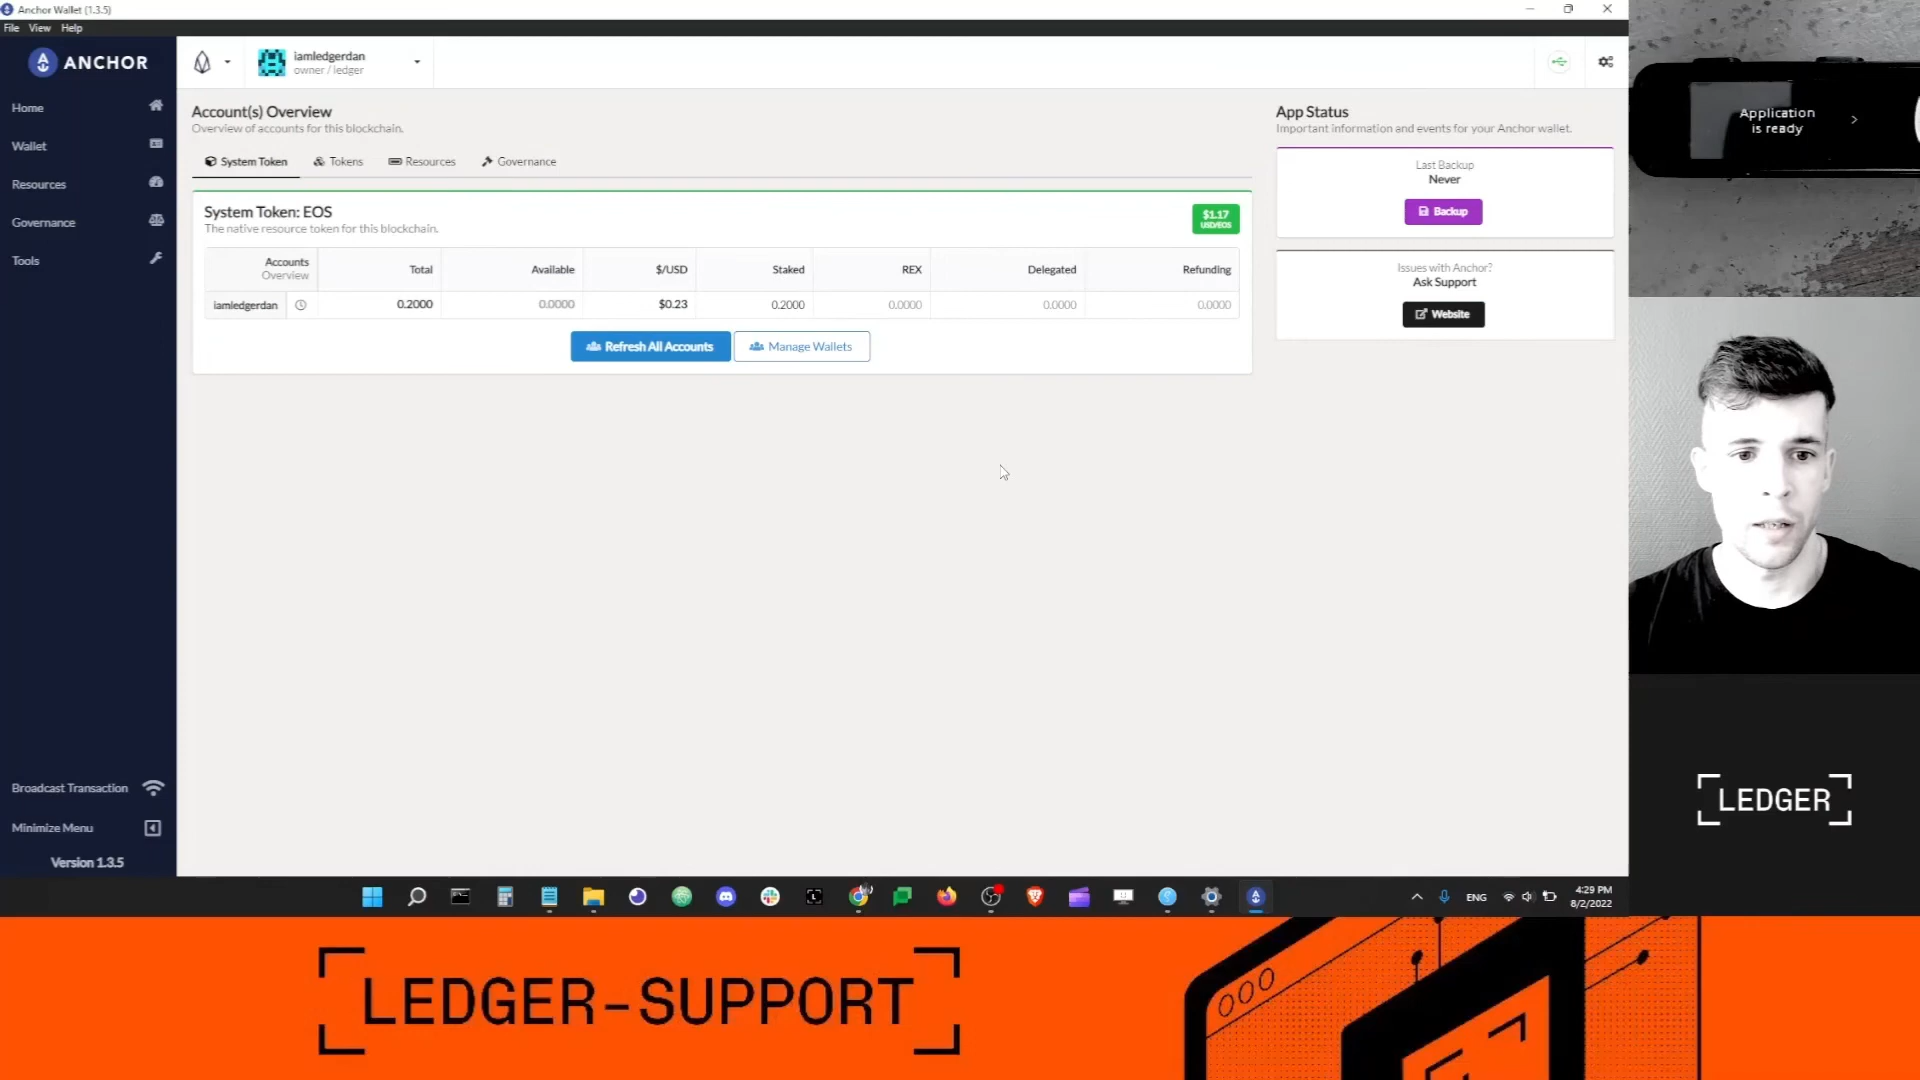 Anchor Wallet (1.3.5)
File View Help
ANCHOR
iamledgerdan
owner / ledger
Home
Wallet
Resources
Governance
Tools
Broadcast Transaction
Minimize Menu
Version 1.3.5
Account(s) Overview
Overview of accounts for this blockchain.
System Token Tokens Resources Governance
System Token: EOS
The native resource token for this blockchain.
$1.17
USD/EOS
Accounts
Overview
Total Available $/USD Staked REX Delegated Refunding
iamledgerdan 0.2000 0.0000 $0.23 0.2000 0.0000 0.0000 0.0000
Refresh All Accounts Manage Wallets
App Status
Important information and events for your Anchor wallet.
Last Backup
Never
Backup
Issues with Anchor?
Ask Support
Website
Application
is ready
LEDGER
ENG
4:29 PM
8/2/2022
LEDGER-SUPPORT